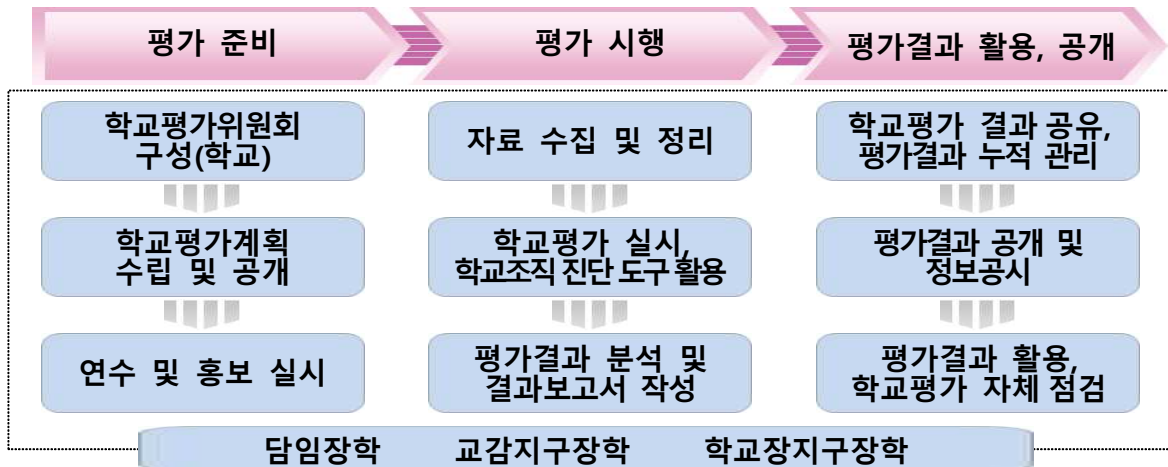 평가 준비
평가 시행
평가결과 활용, 공개
학교평가위원회
구성(학교)
학교평가계획
수립 및 공개
연수 및 홍보 실시
자료 수집 및 정리
학교평가 실시,
학교조직 진단 도구 활용
평가결과 분석 및
결과보고서 작성
학교평가 결과 공유,
평가결과 누적 관리
평가결과 공개 및
정보공시
평가결과 활용,
학교평가 자체 점검
담임장학 교감지구장학 학교장지구장학